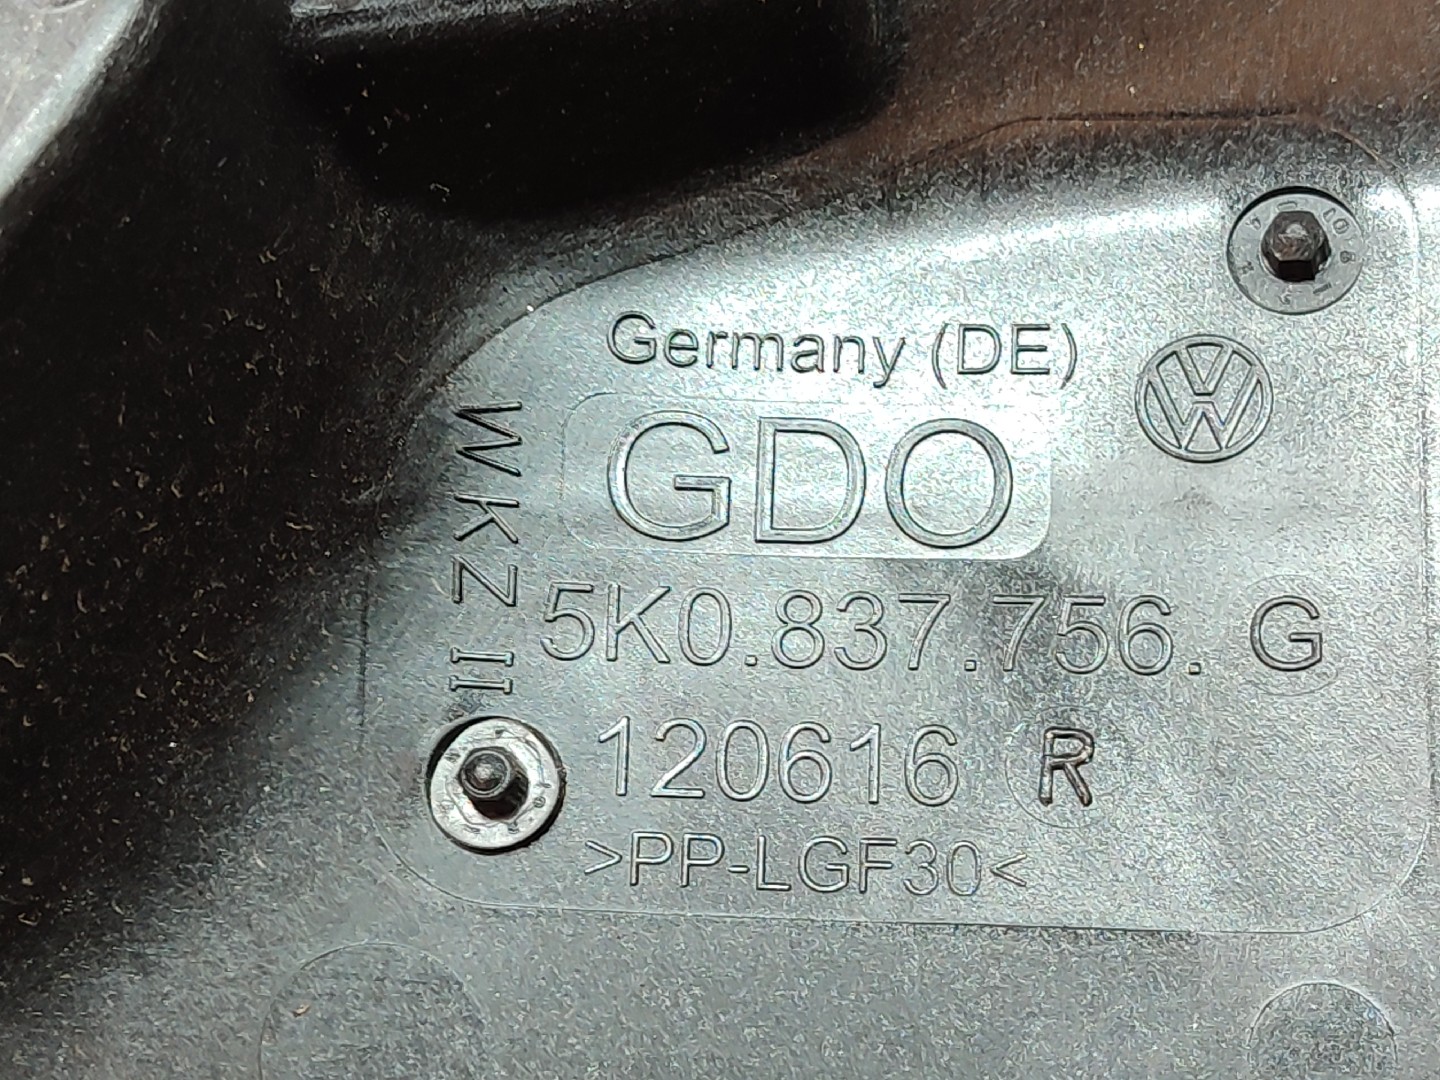 Germany (DE)
GDO
WKZ II
5K0.837.756. G
120616 R
>PP-LGF30<